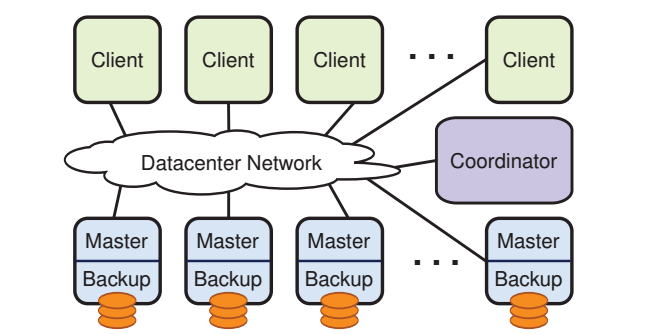 Client Client Client ... Client
Datacenter Network
Coordinator
Master Master Master ... Master
Backup Backup Backup Backup